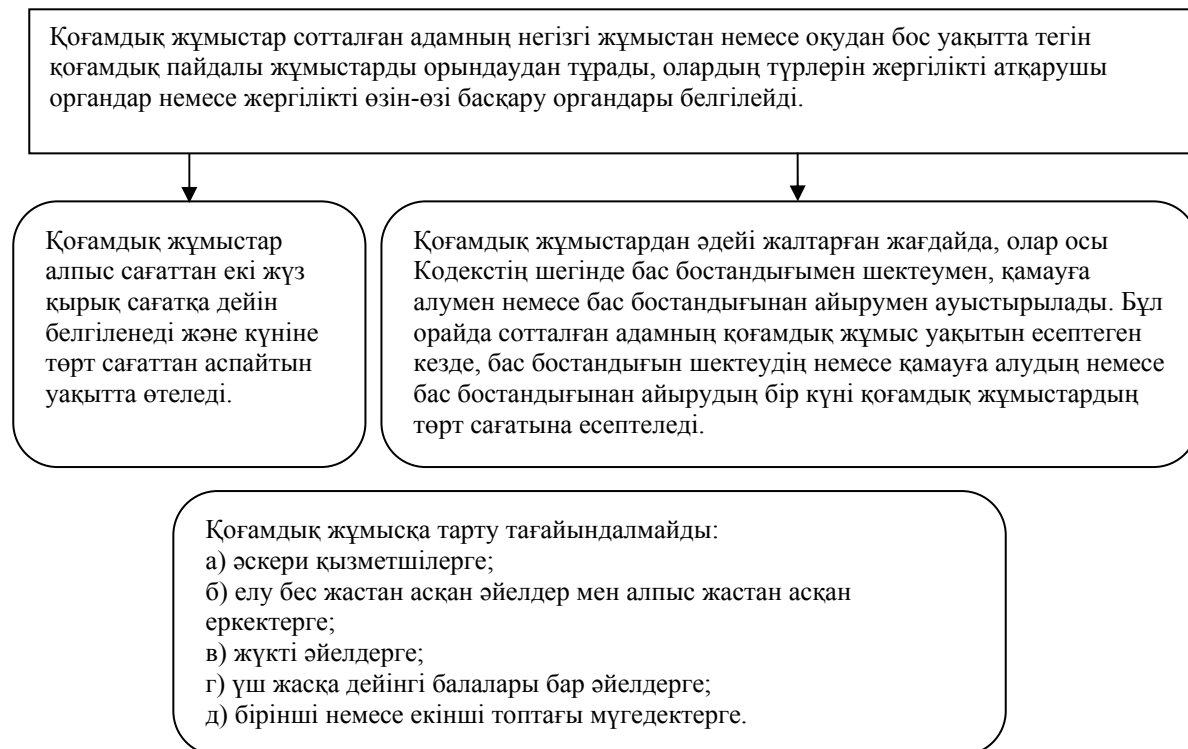 Қоғамдық жұмыстар сотталған адамның негізгі жұмыстан немесе оқудан бос уақытта тегін
қоғамдық пайдалы жұмыстарды орындаудан тұрады, олардың түрлерін жергілікті атқарушы
органдар немесе жергілікті өзін-өзі басқару органдары белгілейді.
Қоғамдық жұмыстар
алпыс сағаттан екі жүз
қырық сағатқа дейін
белгіленеді және күніне
төрт сағаттан аспайтын
уақытта өтеледі.
Қоғамдық жұмыстардан әдейі жалтарған жағдайда, олар осы
Кодекстің шегінде бас бостандығымен шектеумен, қамауға
алумен немесе бас бостандығынан айырумен ауыстырылады. Бұл
орайда сотталған адамның қоғамдық жұмыс уақытын есептеген
кезде, бас бостандығын шектеудің немесе қамауға алудың немесе
бас бостандығынан айырудың бір күні қоғамдық жұмыстардың
төрт сағатына есептеледі.
Қоғамдық жұмысқа тарту тағайындалмайды:
а) әскери қызметшілерге;
б) елу бес жастан асқан әйелдер мен алпыс жастан асқан
еркектерге;
в) жүкті әйелдерге;
г) үш жасқа дейінгі балалары бар әйелдерге;
д) бірінші немесе екінші топтағы мүгедектерге.